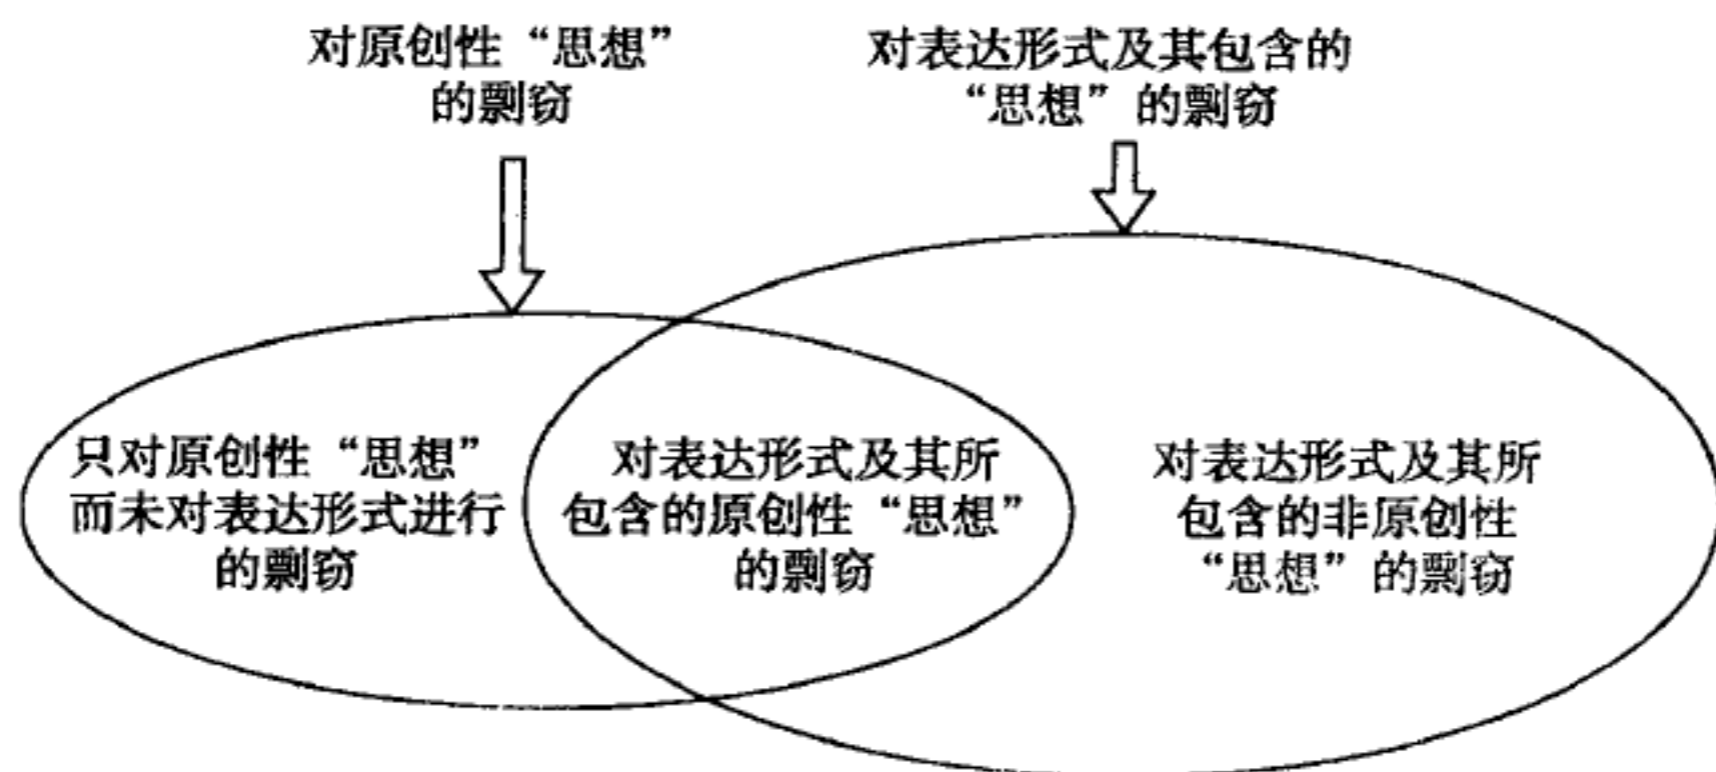 对原创性“思想”
的剽窃
对表达形式及其包含的
“思想”的剽窃
只对原创性“思想”
而未对表达形式进行
的剽窃
对表达形式及其所
包含的原创性“思想”
的剽窃
对表达形式及其所
包含的非原创性
“思想”的剽窃